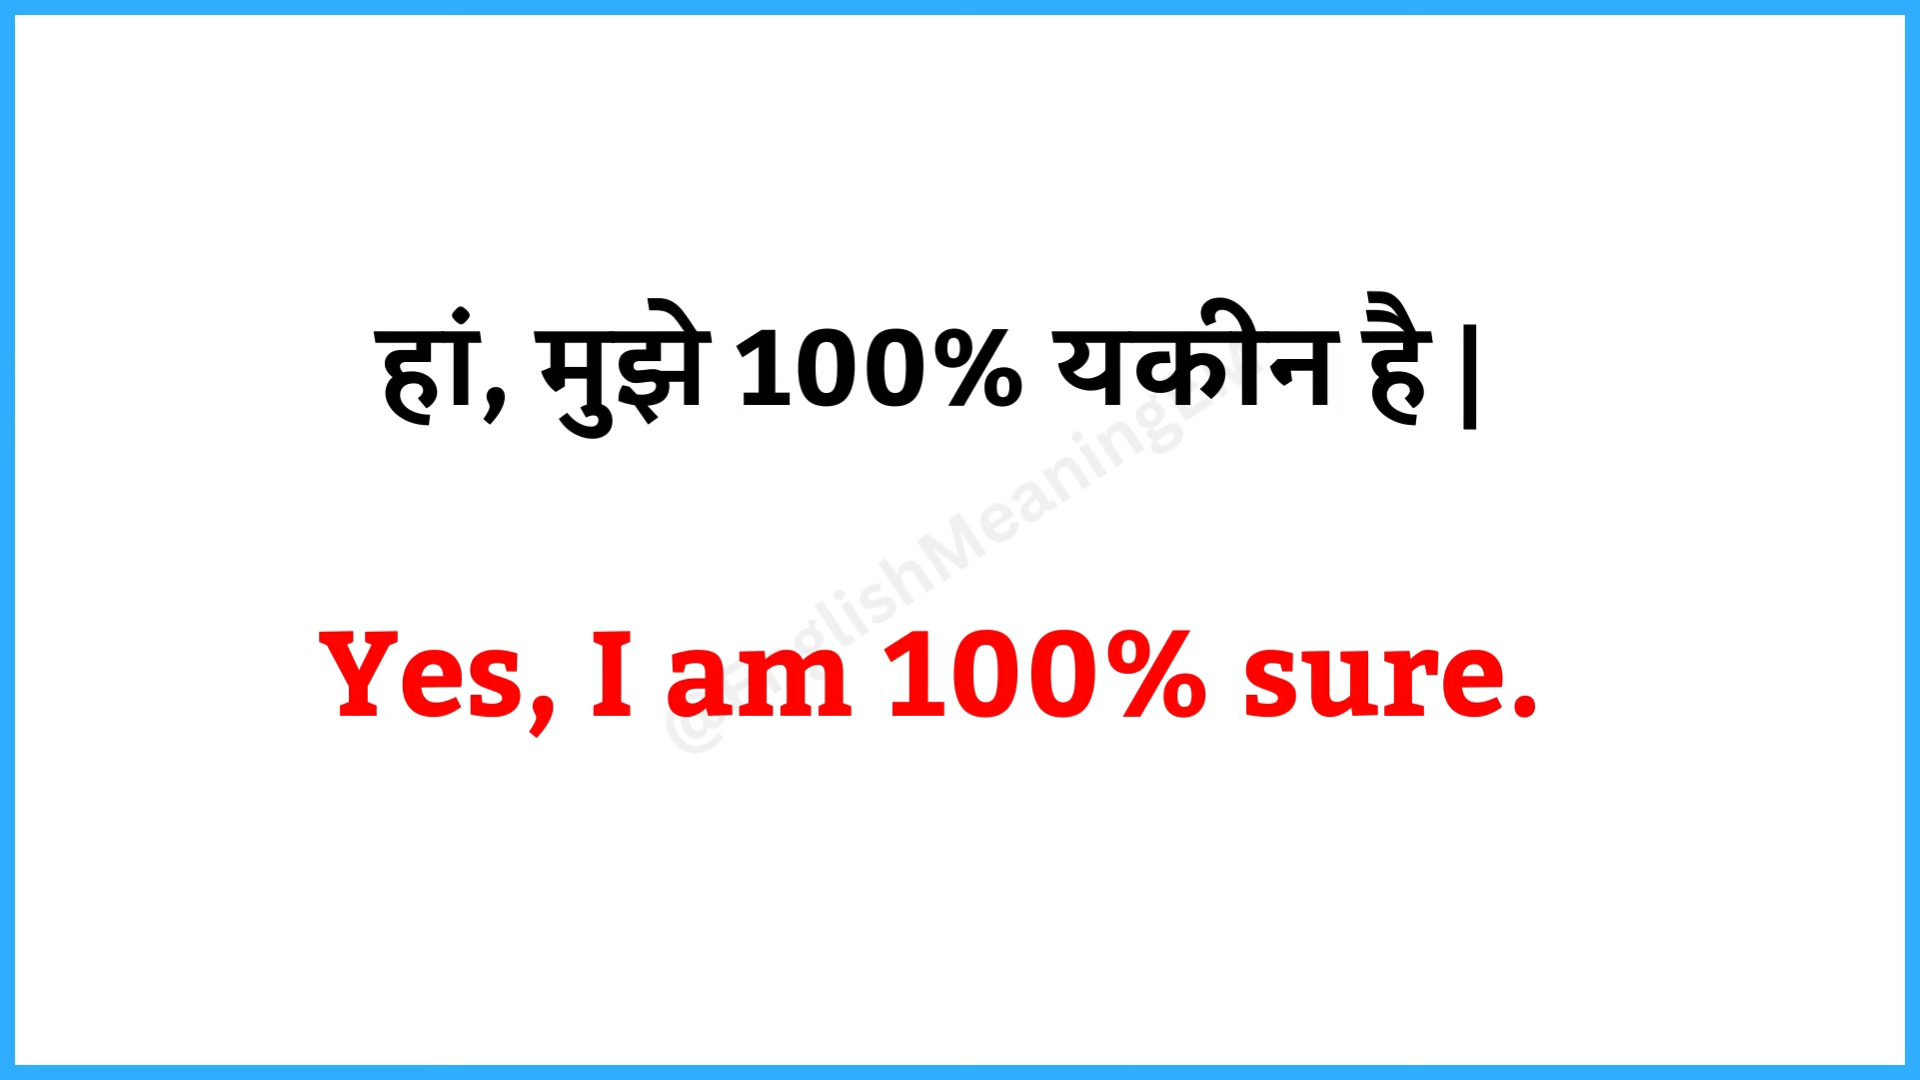 हां, मुझे 100% यकीन है|
Yes, I am 100% sure.